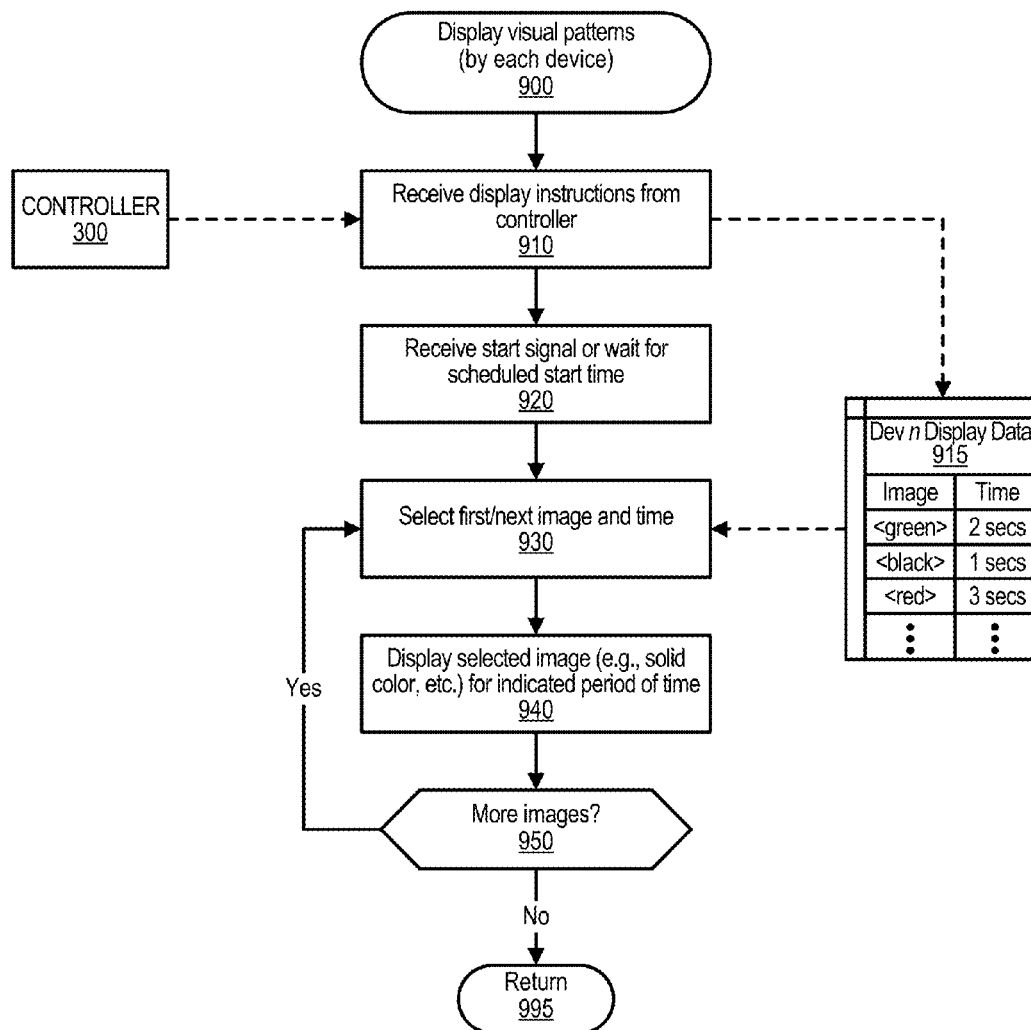 Display visual patterns
(by each device)
900
CONTROLLER
300
Receive display instructions from
controller
910
Receive start signal or wait for
scheduled start time
920
Dev n Display Data
915
Image Time
<green> 2 secs
<black> 1 secs
<red> 3 secs
Select first/next image and time
930
Display selected image (e.g., solid
color, etc.) for indicated period of time
940
Yes
More images?
950
No
Return
995